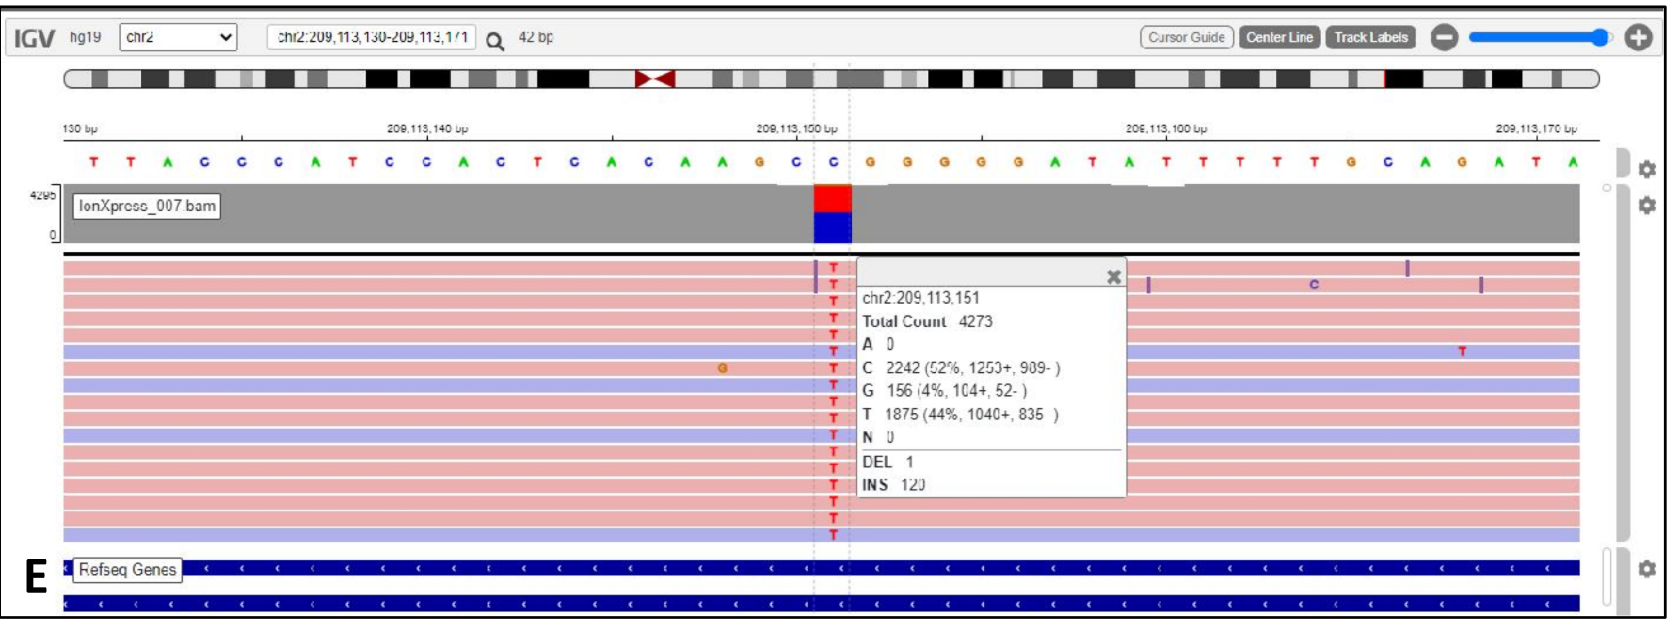 IGV hg19 chr2 chr2:209,113,130-209,113,171 42 bp Cursor Guide Center Line Track Labels
130 bp 209,113,140 bp 209,113,150 bp 209,113,160 bp 209,113,170 bp
T T A C C C A T C C A C T C A C A A G C C G G G G G A T A T T T T T G C A G A T A
4295
IonXpress_007.bam
0
T
T C
T
T
T
T T
G T
T
T
T
T
T
T
T
T
T
T
chr2:209,113,151
Total Count 4273
A 0
C 2242 (52%, 1253+, 989- )
G 156 (4%, 104+, 52- )
T 1875 (44%, 1040+, 835- )
N 0
DEL 1
INS 120
E
Refseq Genes